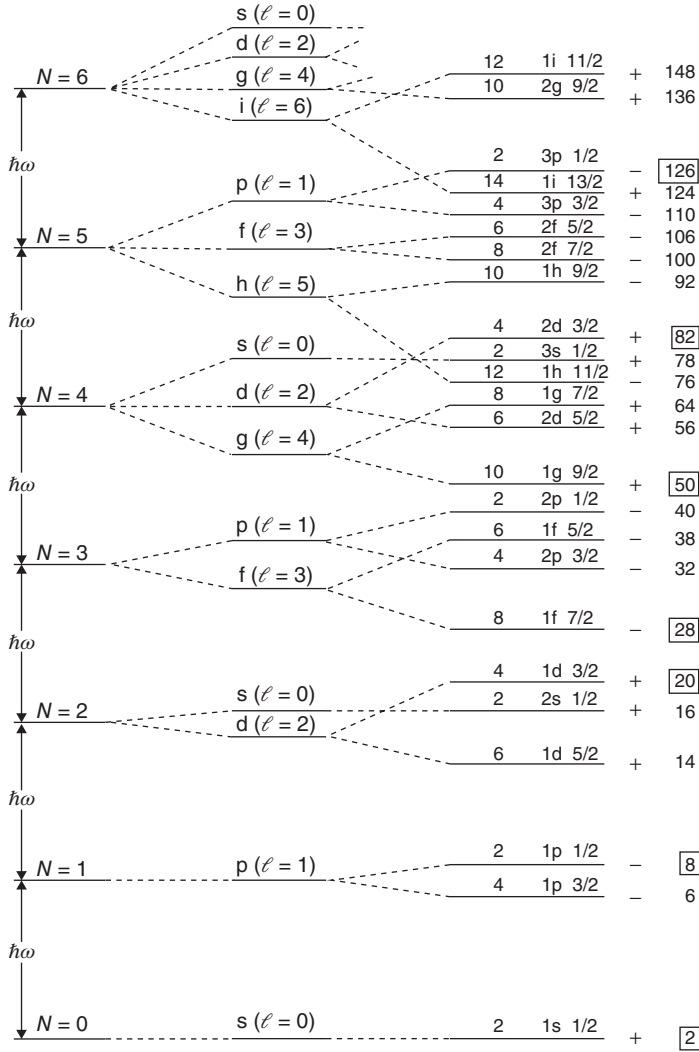 s (ℓ = 0)
d (ℓ = 2)
N = 6
g (ℓ = 4)
i (ℓ = 6)
12 1i 11/2 + 148
10 2g 9/2 + 136
ħω
2 3p 1/2 − 126
p (ℓ = 1)
14 1i 13/2 + 124
4 3p 3/2 − 110
N = 5
f (ℓ = 3)
6 2f 5/2 − 106
8 2f 7/2 − 100
h (ℓ = 5)
10 1h 9/2 − 92
ħω
4 2d 3/2 + 82
s (ℓ = 0)
2 3s 1/2 + 78
12 1h 11/2 − 76
N = 4
d (ℓ = 2)
8 1g 7/2 + 64
6 2d 5/2 + 56
g (ℓ = 4)
10 1g 9/2 + 50
ħω
2 2p 1/2 − 40
p (ℓ = 1)
6 1f 5/2 − 38
N = 3
4 2p 3/2 − 32
f (ℓ = 3)
8 1f 7/2 − 28
ħω
4 1d 3/2 + 20
s (ℓ = 0)
2 2s 1/2 + 16
N = 2
d (ℓ = 2)
6 1d 5/2 + 14
ħω
2 1p 1/2 − 8
N = 1
p (ℓ = 1)
4 1p 3/2 − 6
ħω
N = 0
s (ℓ = 0)
2 1s 1/2 + 2